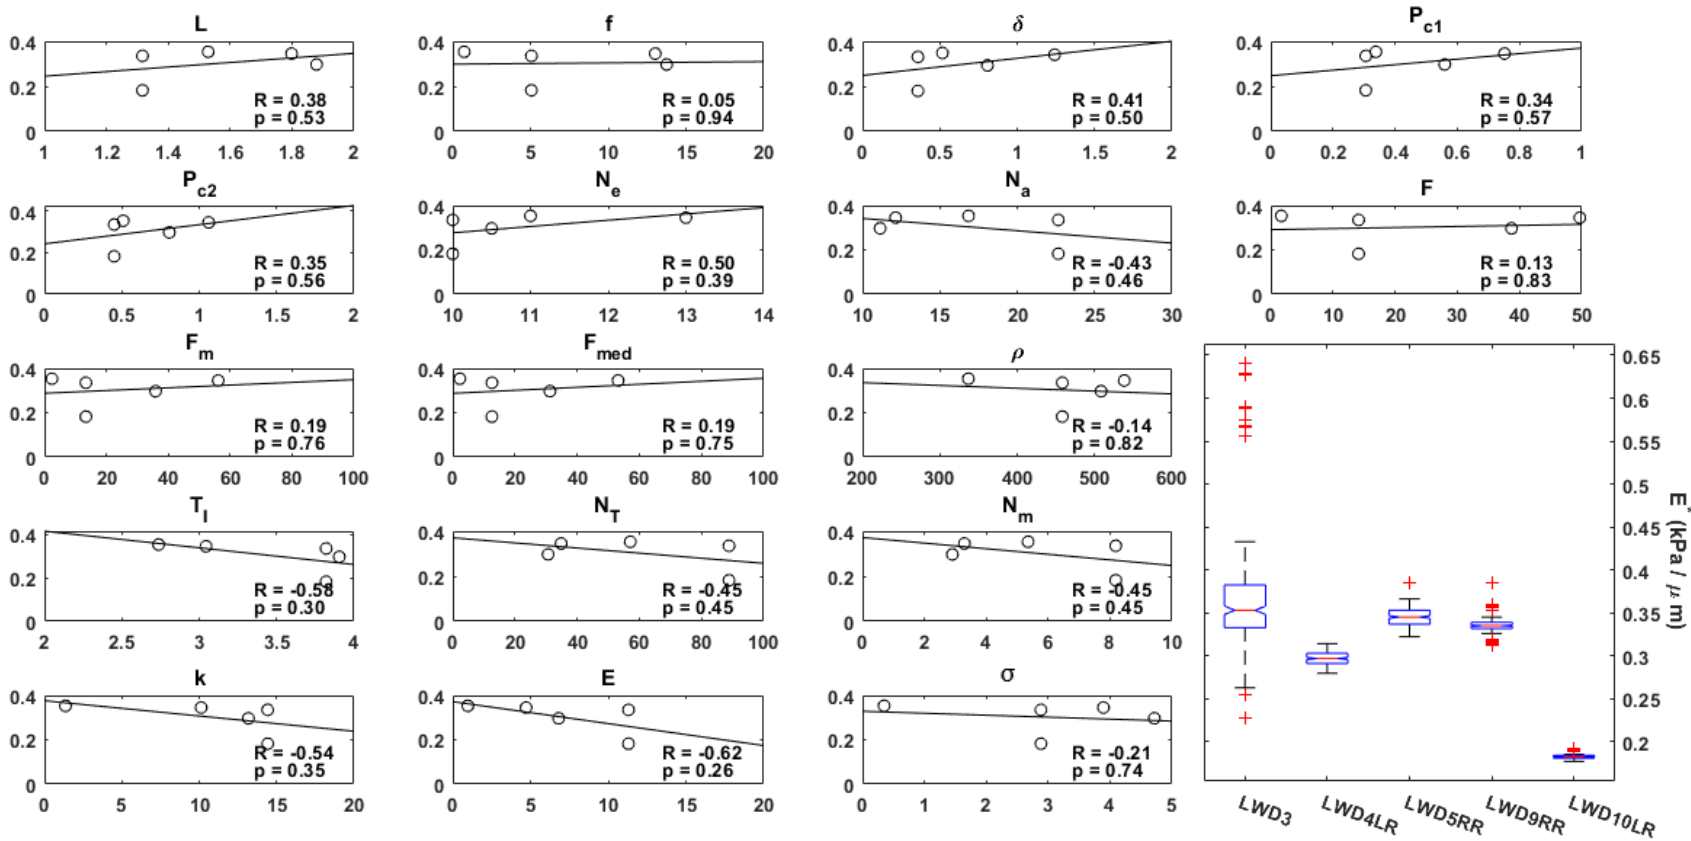 L
0.4
0.2
0
R = 0.38
p = 0.53
1 1.2 1.4 1.6 1.8 2
f
0.4
0.2
0
R = 0.05
p = 0.94
0 5 10 15 20
δ
0.4
0.2
0
R = 0.41
p = 0.50
0 0.5 1 1.5 2
Pc1
0.4
0.2
0
R = 0.34
p = 0.57
0 0.2 0.4 0.6 0.8 1
Pc2
0.4
0.2
0
R = 0.35
p = 0.56
0 0.5 1 1.5 2
Ne
0.4
0.2
0
R = 0.50
p = 0.39
10 11 12 13 14
Na
0.4
0.2
0
R = -0.43
p = 0.46
10 15 20 25 30
F
0.4
0.2
0
R = 0.13
p = 0.83
0 10 20 30 40 50
Fm
0.4
0.2
0
R = 0.19
p = 0.76
0 20 40 60 80 100
Fmed
0.4
0.2
0
R = 0.19
p = 0.75
0 20 40 60 80 100
ρ
0.4
0.2
0
R = -0.14
p = 0.82
200 300 400 500 600
TI
0.4
0.2
0
R = -0.58
p = 0.30
2 2.5 3 3.5 4
NT
0.4
0.2
0
R = -0.45
p = 0.45
0 20 40 60 80 100
Nm
0.4
0.2
0
R = -0.45
p = 0.45
0 2 4 6 8 10
k
0.4
0.2
0
R = -0.54
p = 0.35
0 5 10 15 20
E
0.4
0.2
0
R = -0.62
p = 0.26
0 5 10 15 20
σ
0.4
0.2
0
R = -0.21
p = 0.74
0 1 2 3 4 5
0.65
0.6
0.55
0.5
0.45
0.4
0.35
0.3
0.25
0.2
E* (kPa / μ m)
LWD3 LWD4LR LWD5RR LWD9RR LWD10LR